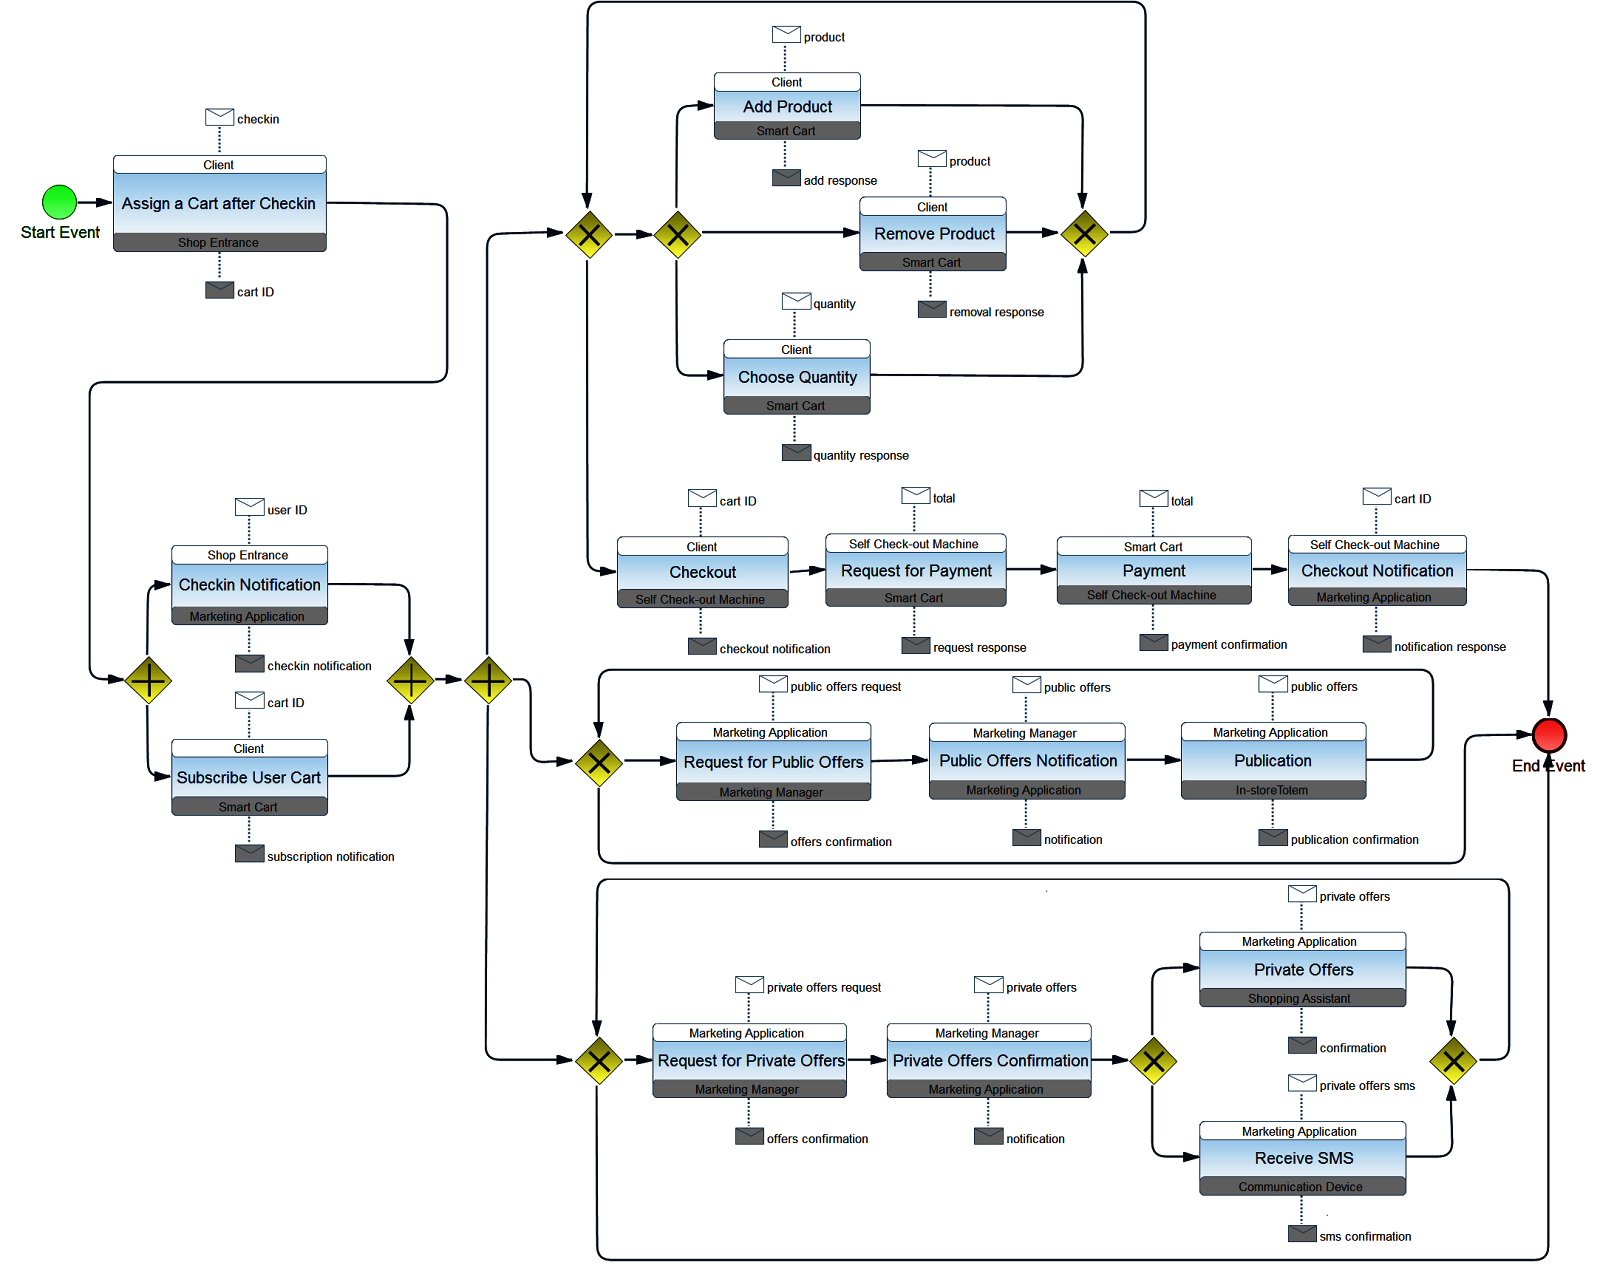 checkin
Client
Assign a Cart after Checkin
Shop Entrance
cart ID
Start Event
product
Client
Add Product
Smart Cart
add response
product
Client
Remove Product
Smart Cart
removal response
quantity
Client
Choose Quantity
Smart Cart
quantity response
user ID
Shop Entrance
Checkin Notification
Marketing Application
checkin notification
cart ID
Client
Subscribe User Cart
Smart Cart
subscription notification
cart ID
Client
Checkout
Self Check-out Machine
checkout notification
total
Self Check-out Machine
Request for Payment
Smart Cart
request response
total
Smart Cart
Payment
Self Check-out Machine
payment confirmation
cart ID
Self Check-out Machine
Checkout Notification
Marketing Application
notification response
public offers request
Marketing Application
Request for Public Offers
Marketing Manager
offers confirmation
public offers
Marketing Manager
Public Offers Notification
Marketing Application
notification
public offers
Marketing Application
Publication
In-storeTotem
publication confirmation
End Event
private offers request
Marketing Application
Request for Private Offers
Marketing Manager
offers confirmation
private offers
Marketing Manager
Private Offers Confirmation
Marketing Application
notification
private offers
Marketing Application
Private Offers
Shopping Assistant
confirmation
private offers sms
Marketing Application
Receive SMS
Communication Device
sms confirmation